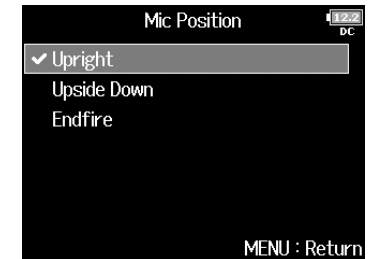 Mic Position
12.2
DC
Upright
Upside Down
Endfire
MENU : Return